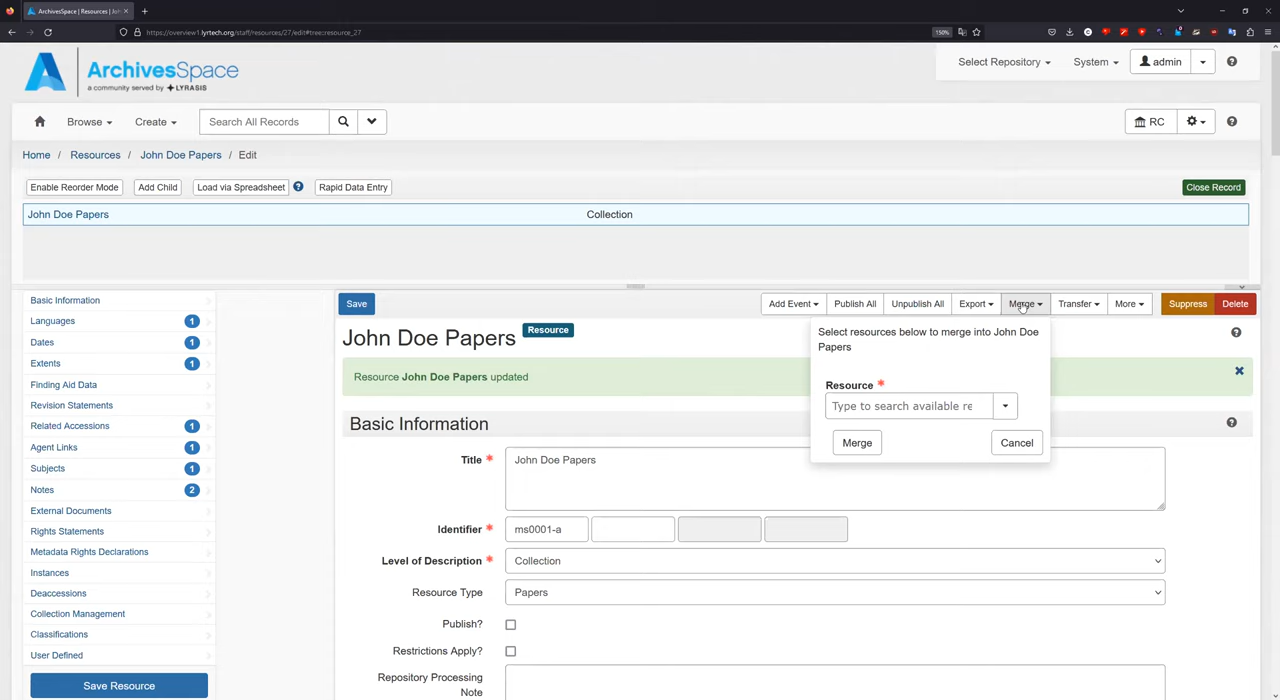 ArchivesSpace | Resources | Joh
https://overview1.lyrtech.org/staff/resources/27/edit#tree::resource_27
150%
ArchivesSpace
a community served by LYRASIS
Select Repository
System
admin
Browse
Create
Search All Records
RC
Home / Resources / John Doe Papers / Edit
Enable Reorder Mode
Add Child
Load via Spreadsheet
Rapid Data Entry
Close Record
John Doe Papers
Collection
Basic Information
Languages 1
Dates 1
Extents 1
Finding Aid Data
Revision Statements
Related Accessions 1
Agent Links 1
Subjects 1
Notes 2
External Documents
Rights Statements
Metadata Rights Declarations
Instances
Deaccessions
Collection Management
Classifications
User Defined
Save Resource
Save
Add Event
Publish All
Unpublish All
Export
Merge
Transfer
More
Suppress
Delete
John Doe Papers Resource
Resource John Doe Papers updated
Select resources below to merge into John Doe
Papers
Resource *
Type to search available re
Merge
Cancel
Basic Information
Title * John Doe Papers
Identifier * ms0001-a
Level of Description * Collection
Resource Type Papers
Publish?
Restrictions Apply?
Repository Processing
Note